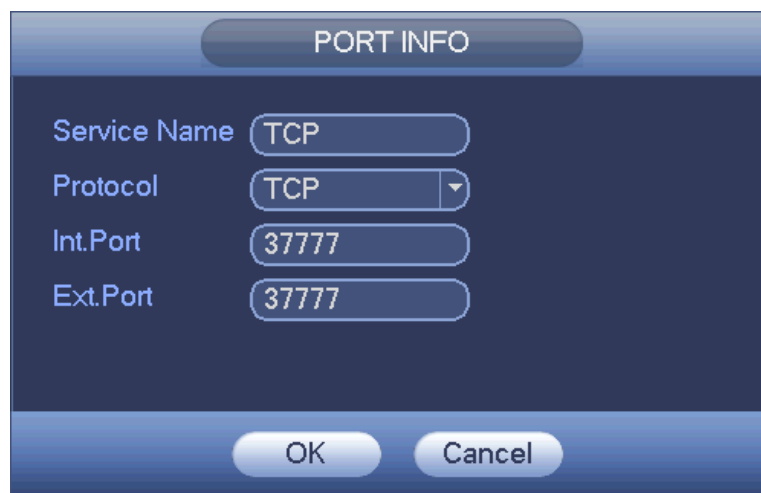 PORT INFO
Service Name TCP
Protocol TCP
Int.Port 37777
Ext.Port 37777
OK Cancel